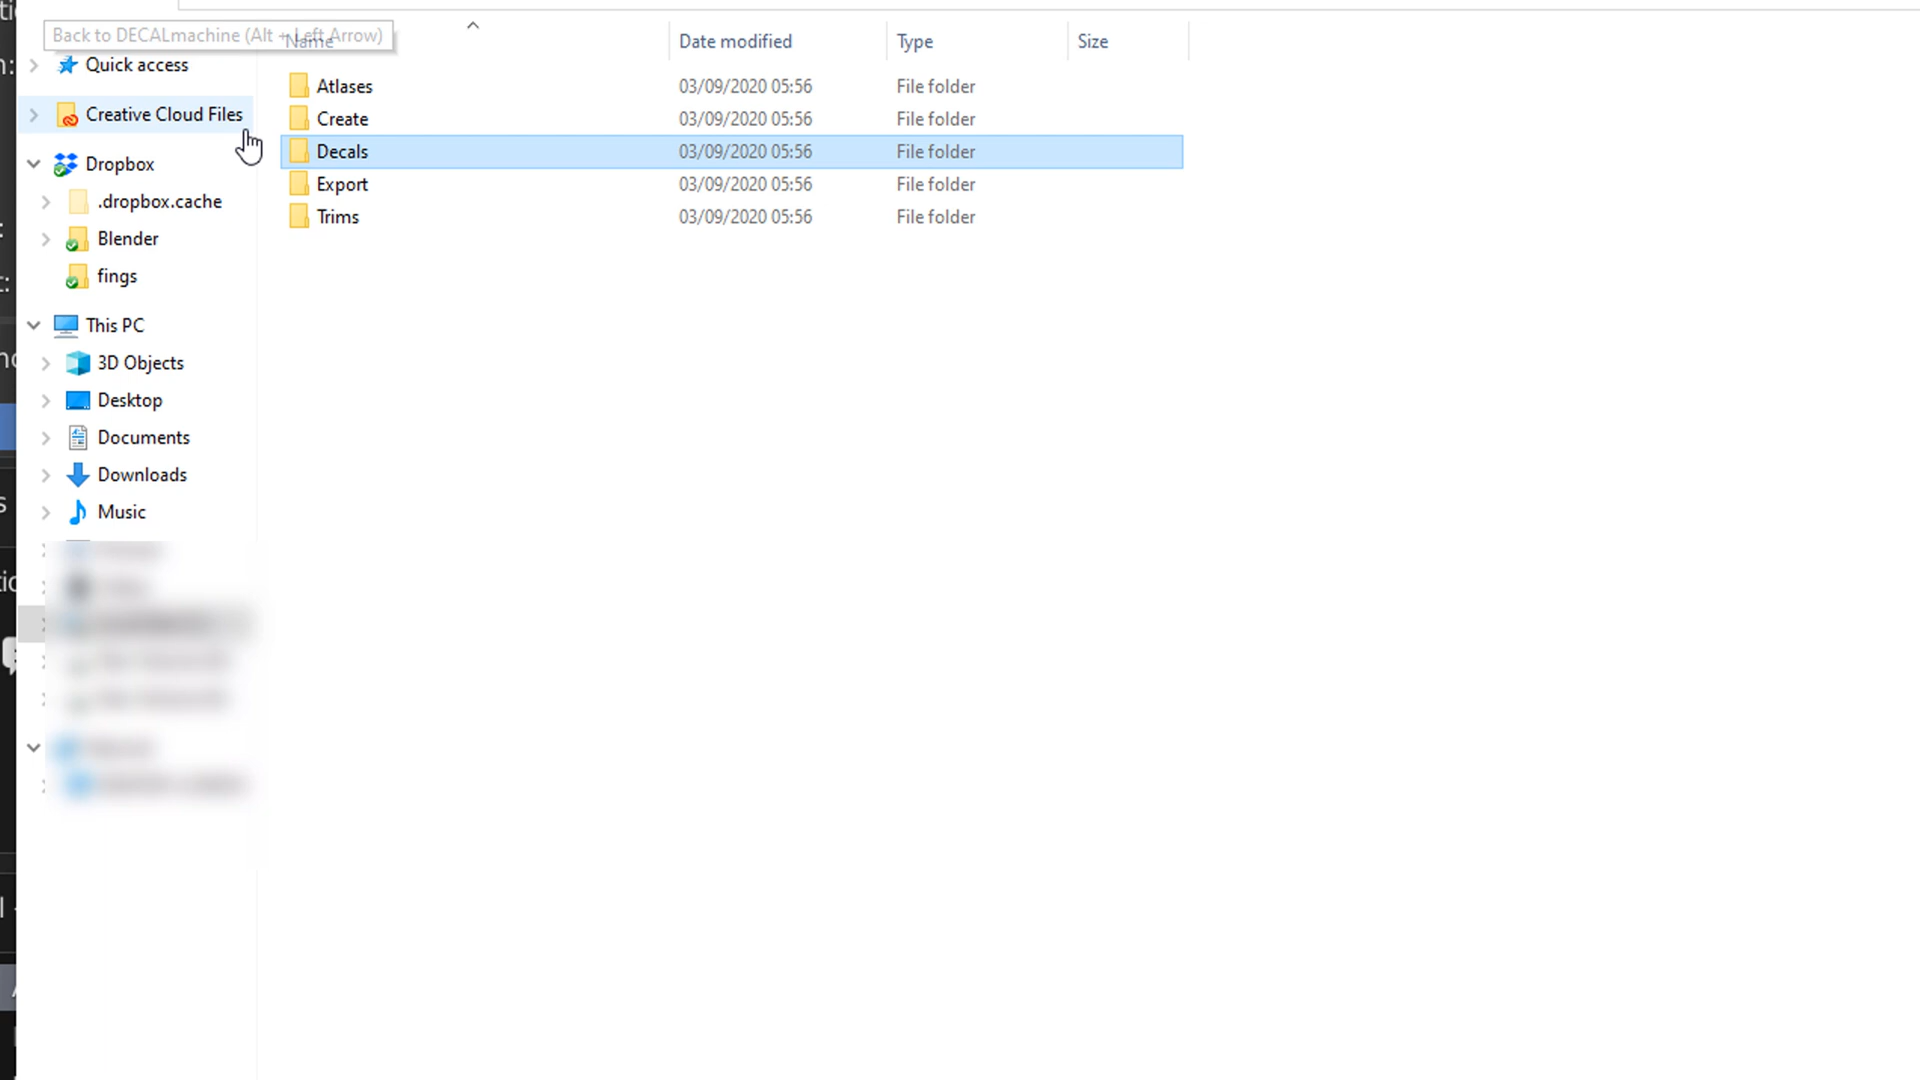 Back to DECALmachine (Alt + Left Arrow)
Name
Date modified
Type
Size
Quick access
Creative Cloud Files
Dropbox
.dropbox.cache
Blender
fings
This PC
3D Objects
Desktop
Documents
Downloads
Music
Atlases 03/09/2020 05:56 File folder
Create 03/09/2020 05:56 File folder
Decals 03/09/2020 05:56 File folder
Export 03/09/2020 05:56 File folder
Trims 03/09/2020 05:56 File folder